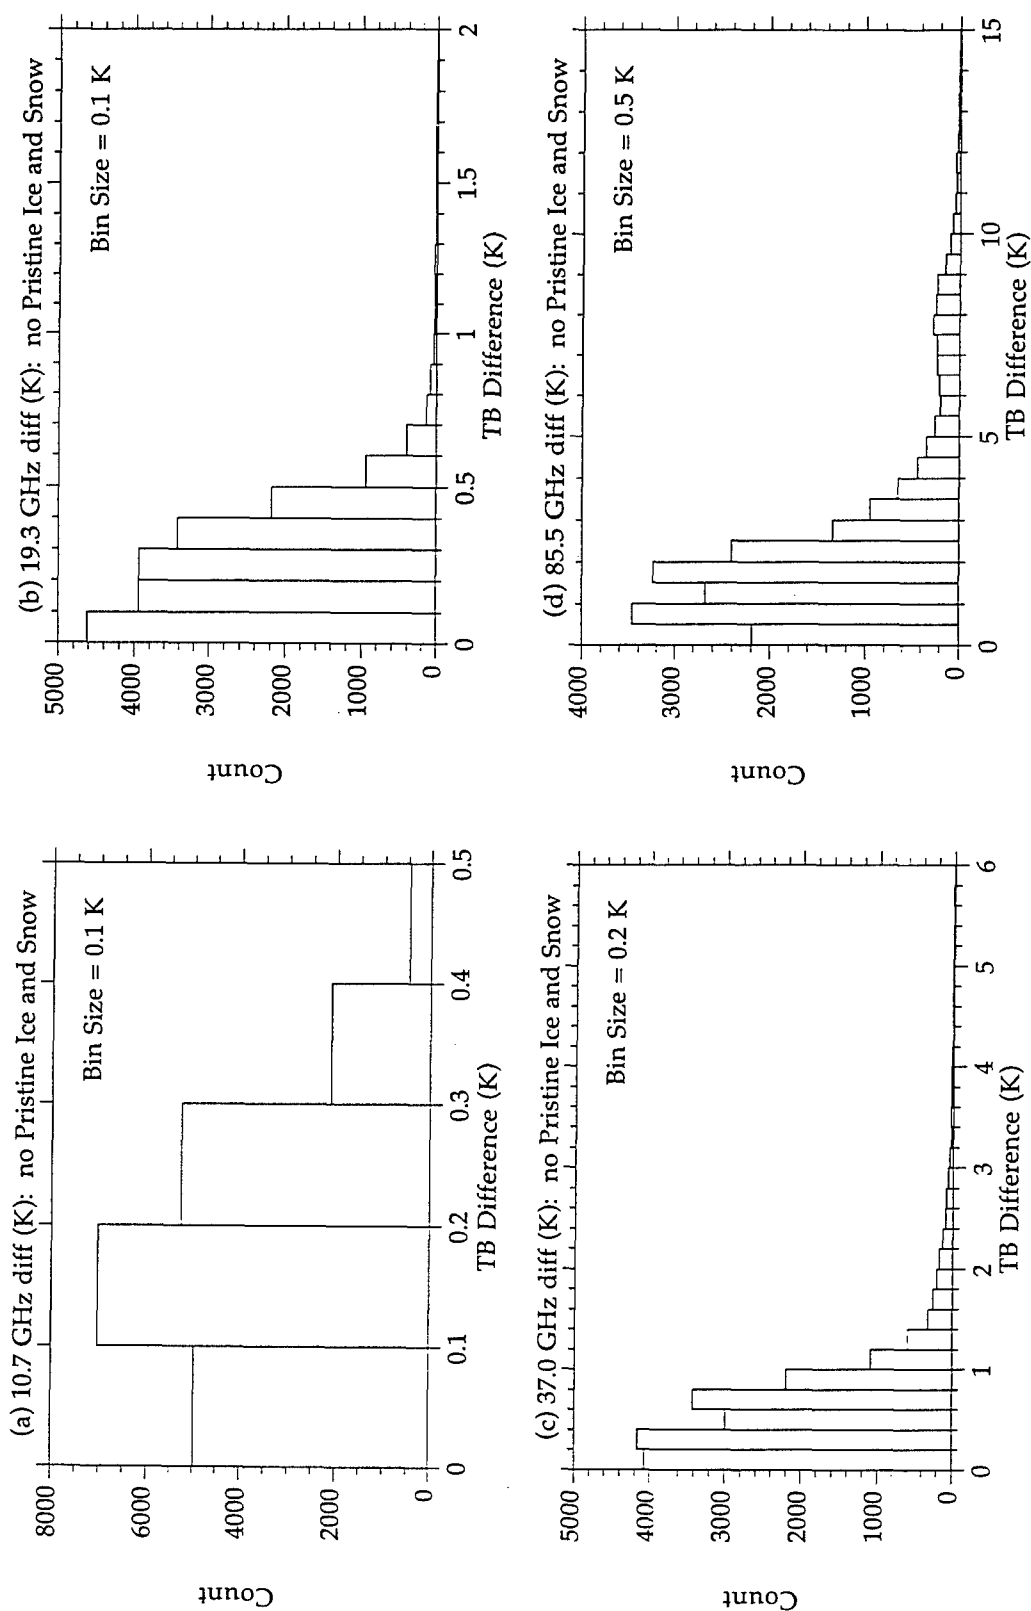 (a) 10.7 GHz diff (K): no Pristine Ice and Snow
Bin Size = 0.1 K
Count
8000
6000
4000
2000
0
0
0.1
0.2
0.3
0.4
0.5
TB Difference (K)
(b) 19.3 GHz diff (K): no Pristine Ice and Snow
Bin Size = 0.1 K
Count
5000
4000
3000
2000
1000
0
0
0.5
1
1.5
2
TB Difference (K)
(c) 37.0 GHz diff (K): no Pristine Ice and Snow
Bin Size = 0.2 K
Count
5000
4000
3000
2000
1000
0
0
1
2
3
4
5
6
TB Difference (K)
(d) 85.5 GHz diff (K): no Pristine Ice and Snow
Bin Size = 0.5 K
Count
4000
3000
2000
1000
0
0
5
10
15
TB Difference (K)